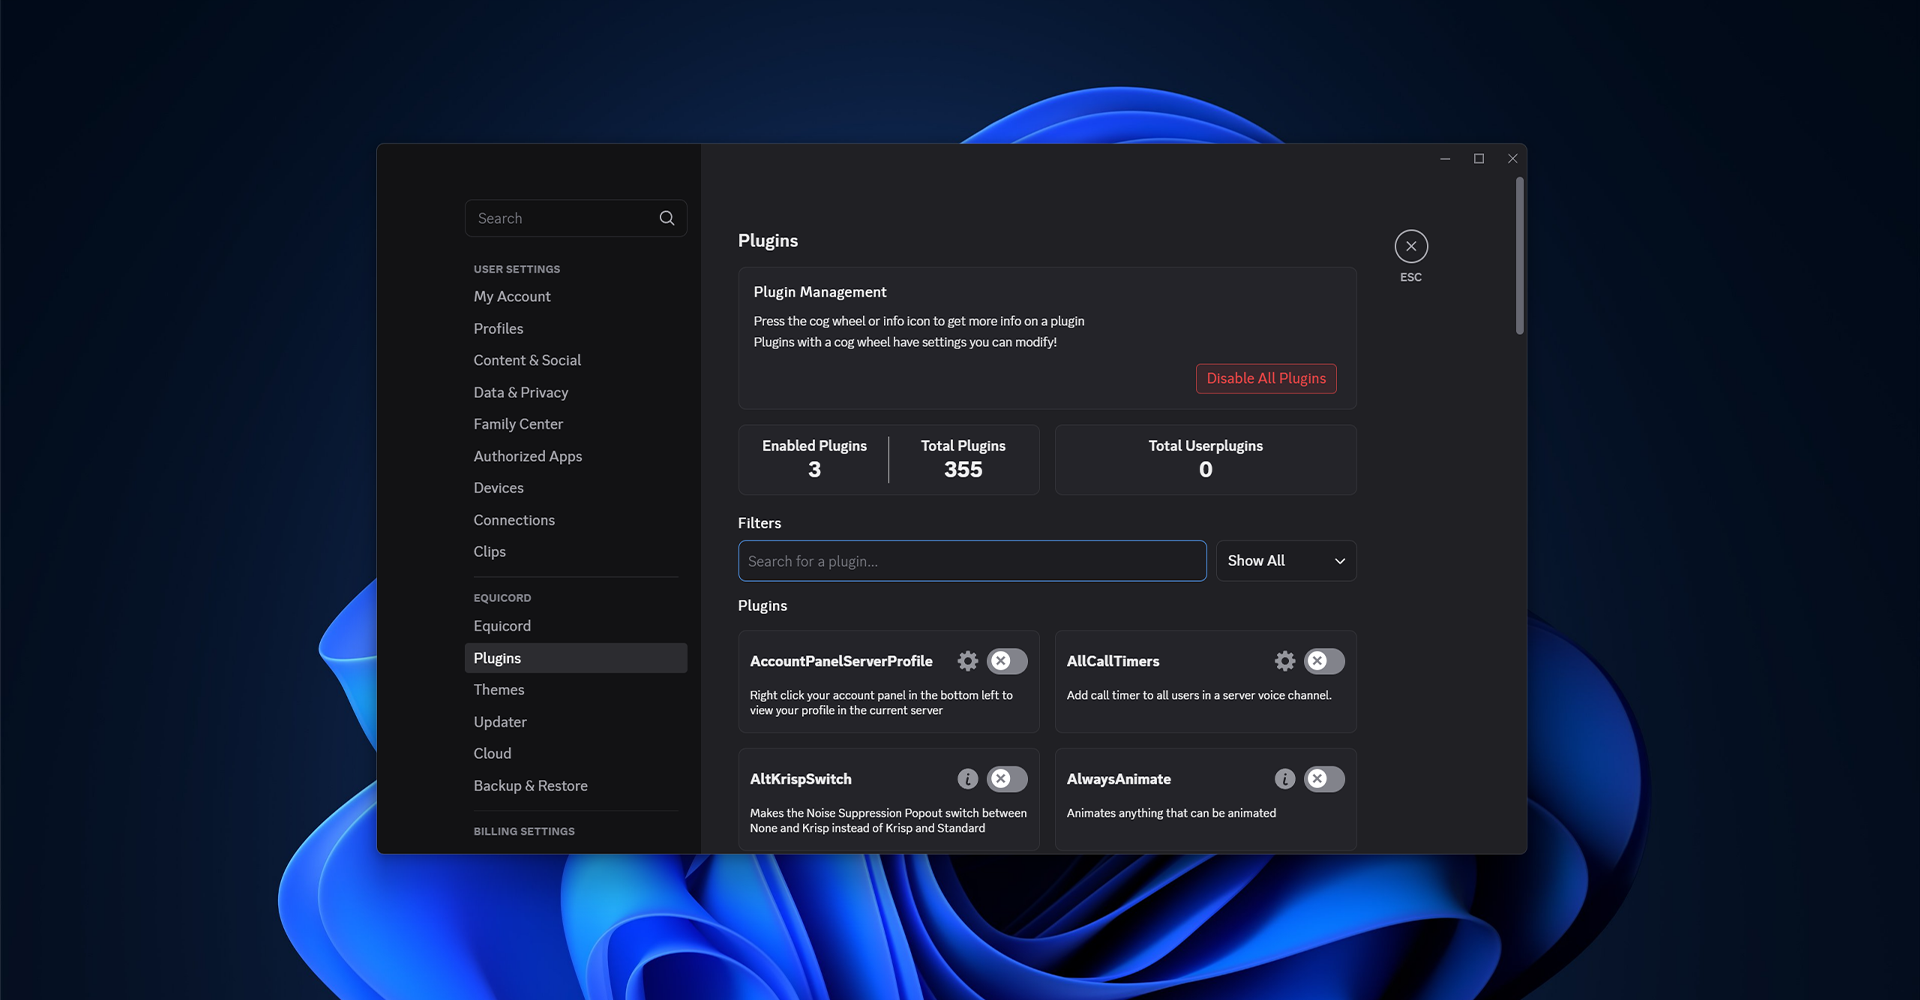 Search
USER SETTINGS
My Account
Profiles
Content & Social
Data & Privacy
Family Center
Authorized Apps
Devices
Connections
Clips
EQUICORD
Equicord
Plugins
Themes
Updater
Cloud
Backup & Restore
BILLING SETTINGS
Plugins
ESC
Plugin Management
Press the cog wheel or info icon to get more info on a plugin
Plugins with a cog wheel have settings you can modify!
Disable All Plugins
Enabled Plugins
3
Total Plugins
355
Total Userplugins
0
Filters
Search for a plugin...
Show All
Plugins
AccountPanelServerProfile
Right click your account panel in the bottom left to
view your profile in the current server
AllCallTimers
Add call timer to all users in a server voice channel.
AltKrispSwitch
Makes the Noise Suppression Popout switch between
None and Krisp instead of Krisp and Standard
AlwaysAnimate
Animates anything that can be animated